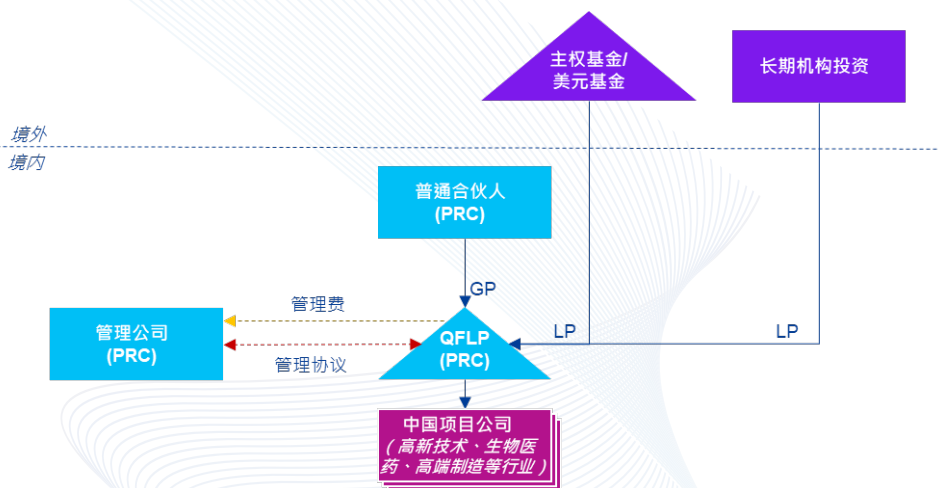 主权基金/
美元基金
长期机构投资
境外
境内
普通合伙人
(PRC)
GP
管理费
管理公司
(PRC)
QFLP
(PRC)
LP
LP
管理协议
中国项目公司
（高新技术、生物医
药、高端制造等行业）